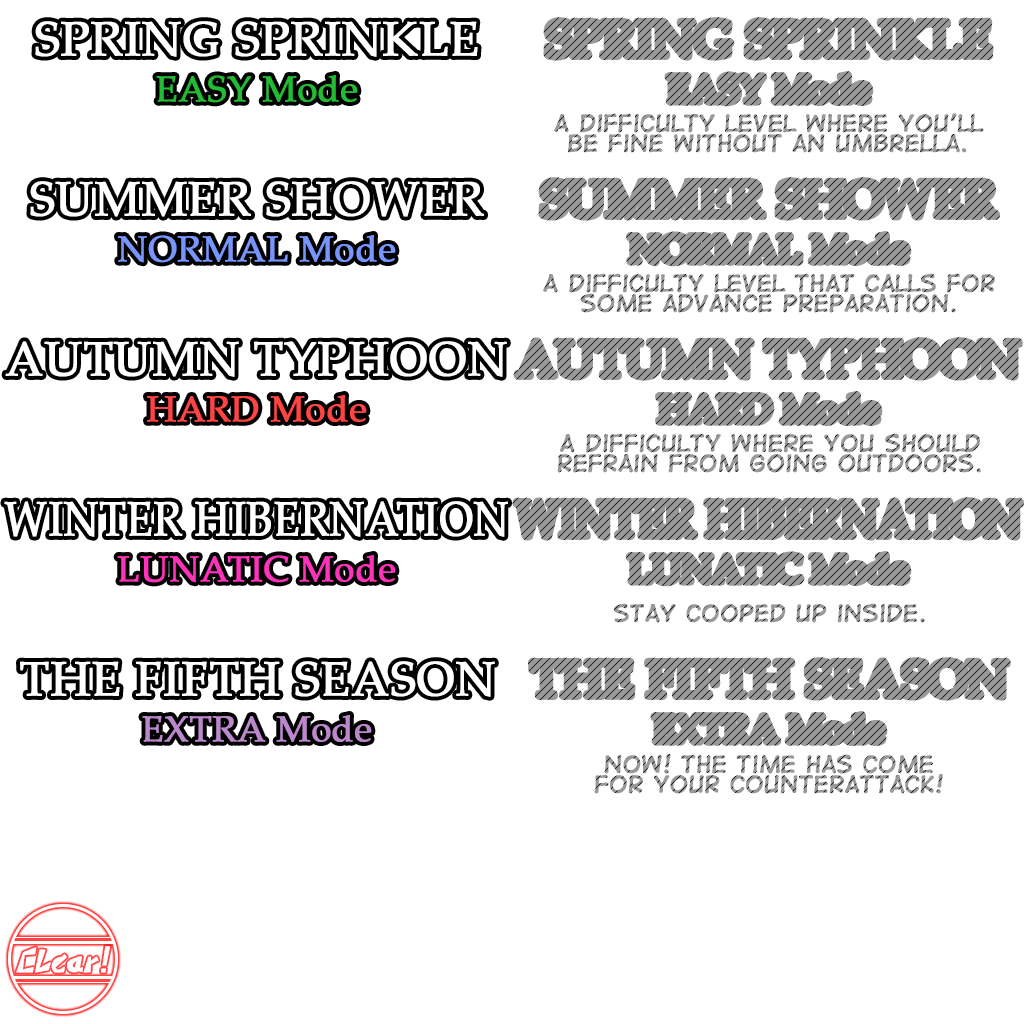 SPRING SPRINKLE
EASY Mode
SPRING SPRINKLE
EASY Mode
A DIFFICULTY LEVEL WHERE YOU'LL
BE FINE WITHOUT AN UMBRELLA.
SUMMER SHOWER
NORMAL Mode
SUMMER SHOWER
NORMAL Mode
A DIFFICULTY LEVEL THAT CALLS FOR
SOME ADVANCE PREPARATION.
AUTUMN TYPHOON
HARD Mode
AUTUMN TYPHOON
HARD Mode
A DIFFICULTY WHERE YOU SHOULD
REFRAIN FROM GOING OUTDOORS.
WINTER HIBERNATION
LUNATIC Mode
WINTER HIBERNATION
LUNATIC Mode
STAY COOPED UP INSIDE.
THE FIFTH SEASON
EXTRA Mode
THE FIFTH SEASON
EXTRA Mode
NOW! THE TIME HAS COME
FOR YOUR COUNTERATTACK!
CLear!